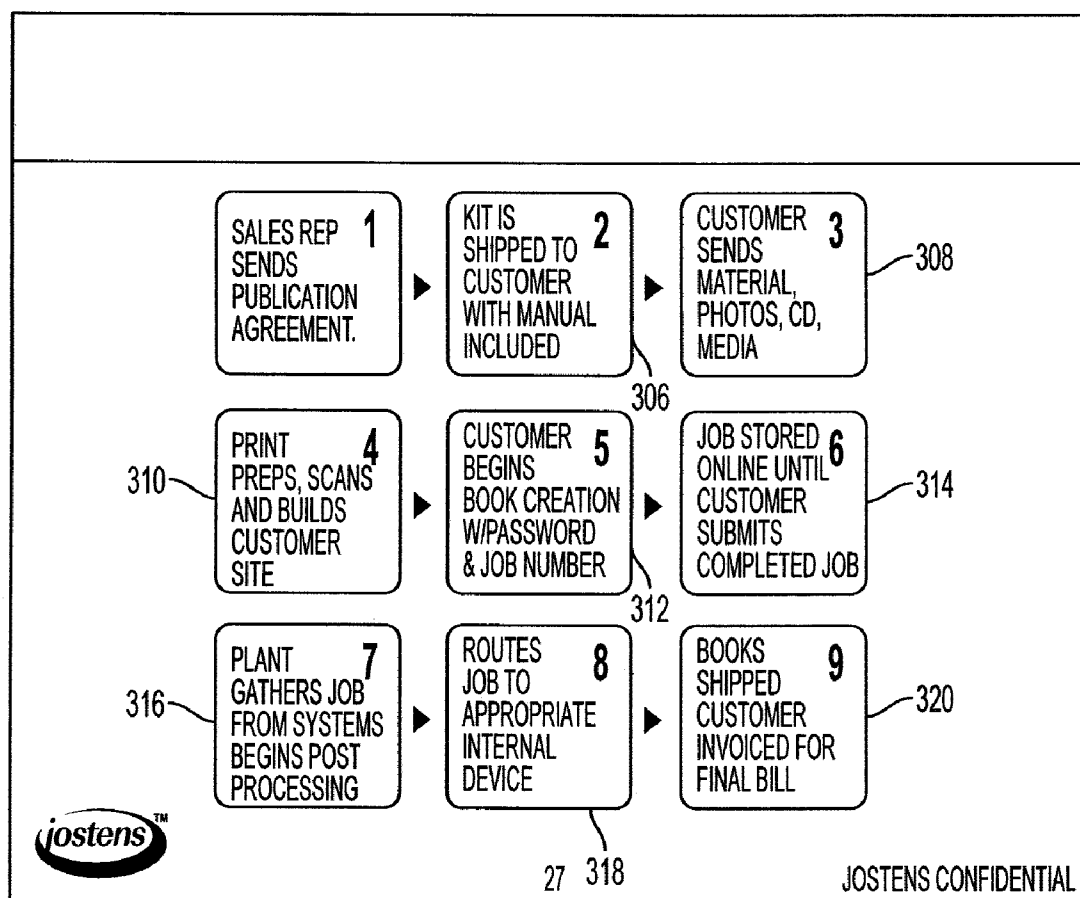 SALES REP 1
SENDS
PUBLICATION
AGREEMENT.
KIT IS 2
SHIPPED TO
CUSTOMER
WITH MANUAL
INCLUDED
306
CUSTOMER 3
SENDS
MATERIAL,
PHOTOS, CD,
MEDIA
308
310
PRINT 4
PREPS, SCANS
AND BUILDS
CUSTOMER
SITE
CUSTOMER 5
BEGINS
BOOK CREATION
W/PASSWORD
& JOB NUMBER
312
JOB STORED 6
ONLINE UNTIL
CUSTOMER
SUBMITS
COMPLETED JOB
314
316
PLANT 7
GATHERS JOB
FROM SYSTEMS
BEGINS POST
PROCESSING
ROUTES 8
JOB TO
APPROPRIATE
INTERNAL
DEVICE
318
BOOKS 9
SHIPPED
CUSTOMER
INVOICED FOR
FINAL BILL
320
jostens™
27
JOSTENS CONFIDENTIAL